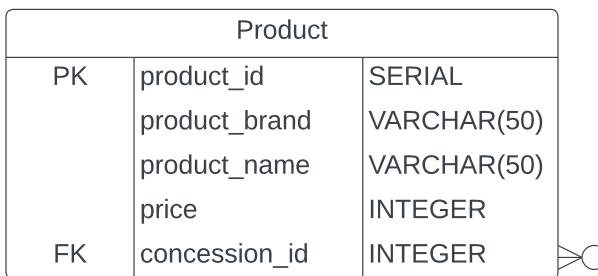 Product
PK product_id SERIAL
product_brand VARCHAR(50)
product_name VARCHAR(50)
price INTEGER
FK concession_id INTEGER